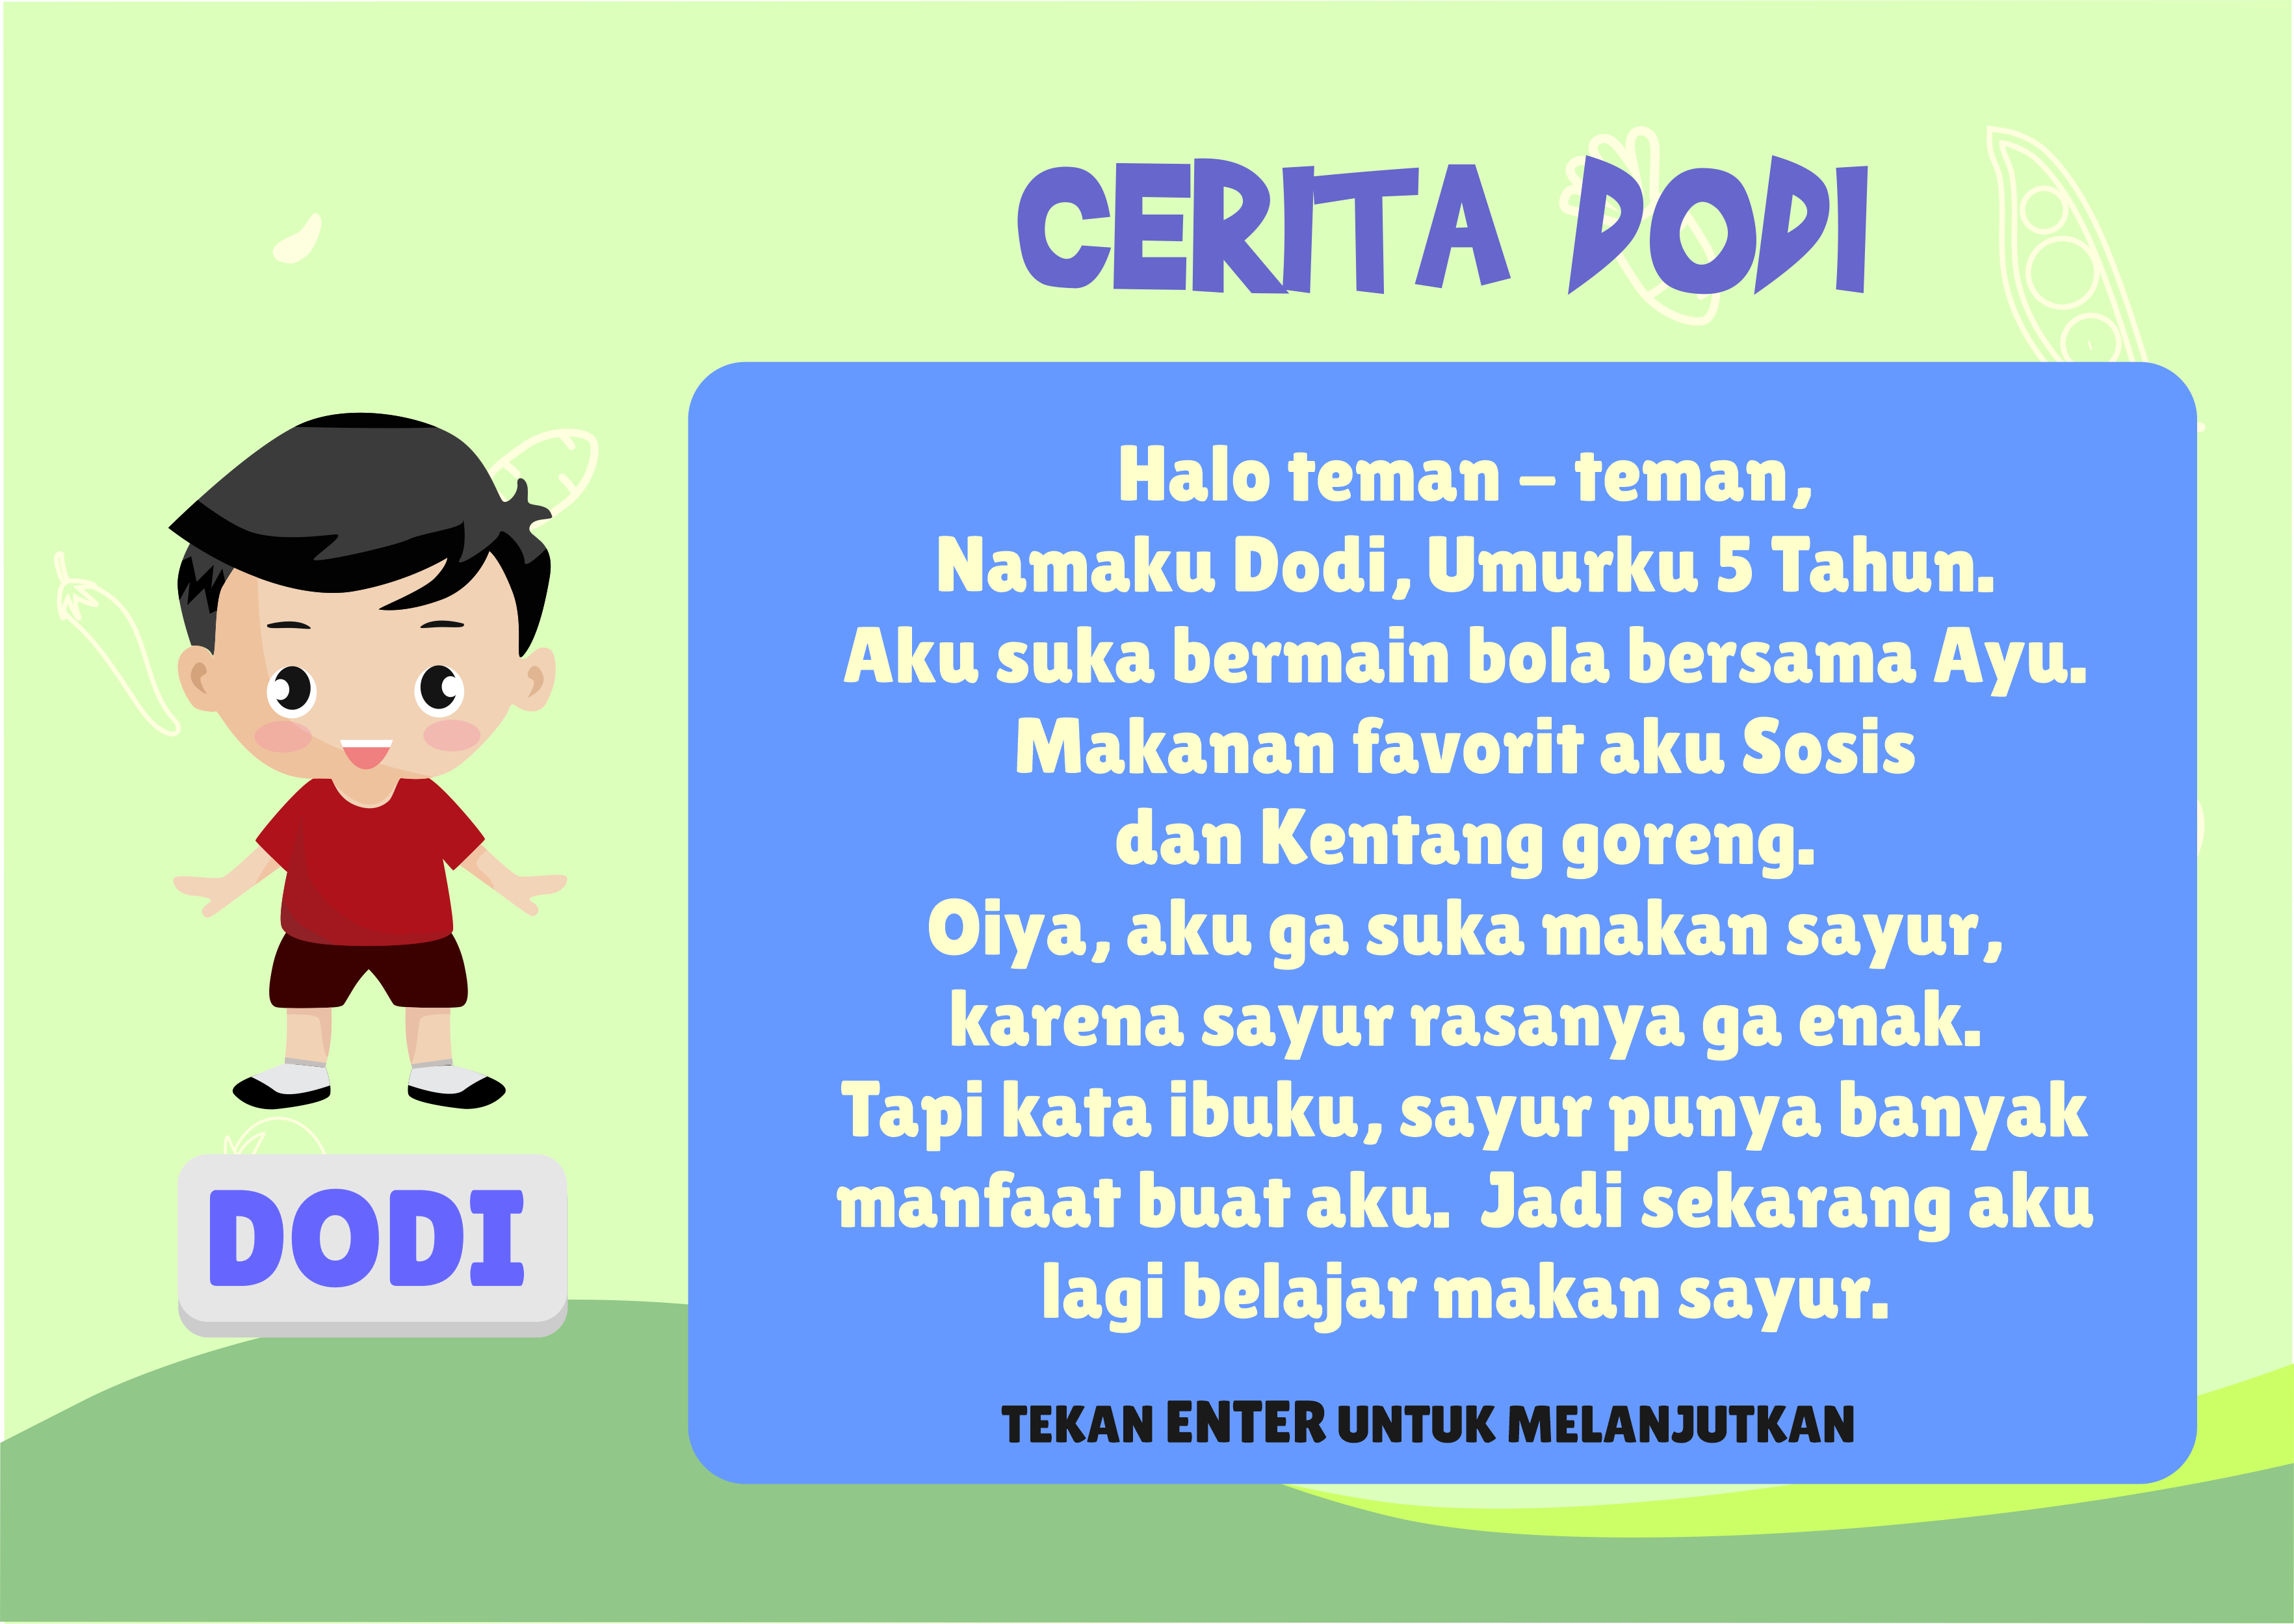 CERITA DODI
Halo teman – teman,
Namaku Dodi, Umurku 5 Tahun.
Aku suka bermain bola bersama Ayu.
Makanan favorit aku Sosis
dan Kentang goreng.
Oiya, aku ga suka makan sayur,
karena sayur rasanya ga enak.
Tapi kata ibuku, sayur punya banyak
manfaat buat aku.  Jadi sekarang aku
lagi belajar makan sayur.
TEKAN ENTER UNTUK MELANJUTKAN
DODI